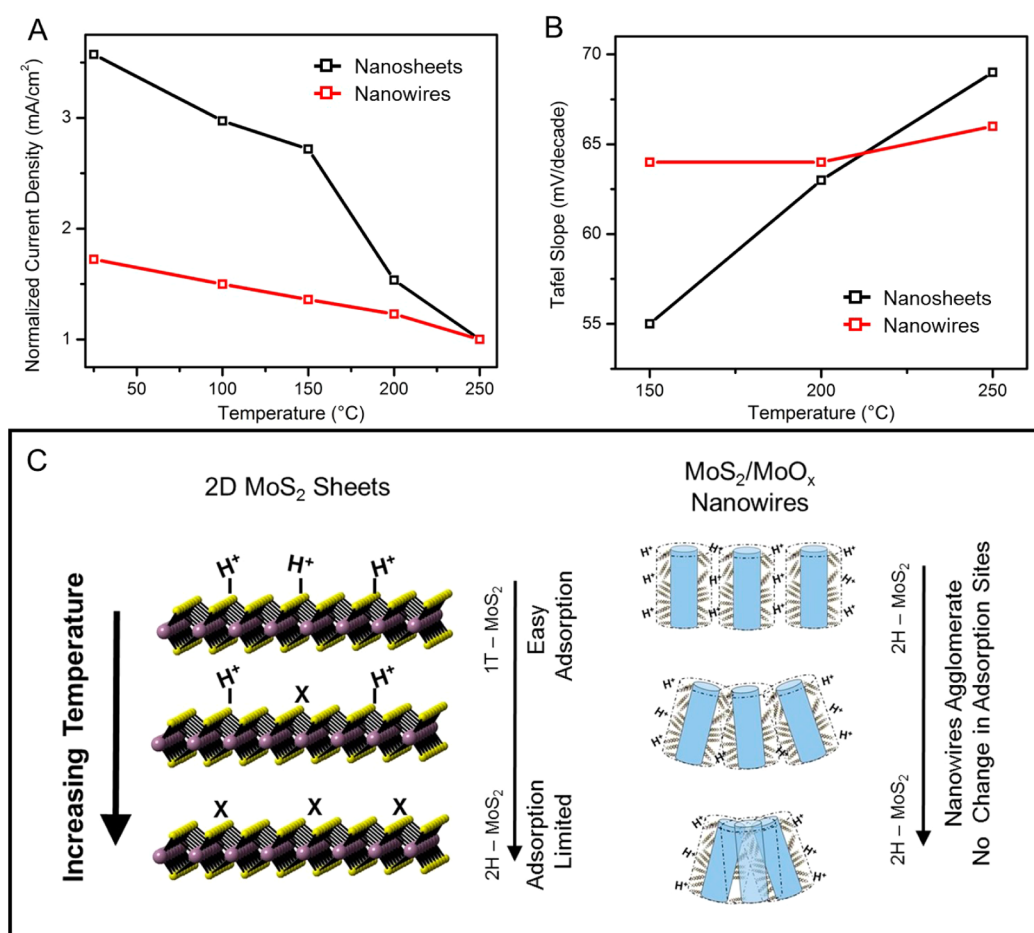 A
Nanosheets
Nanowires
Normalized Current Density (mA/cm²)
3
2
1
50 100 150 200 250
Temperature (°C)
B
70
65
60
55
Tafel Slope (mV/decade)
Nanosheets
Nanowires
150 200 250
Temperature (°C)
C
2D MoS₂ Sheets
Increasing Temperature
H⁺ H⁺ H⁺
H⁺ X H⁺
X X X
1T – MoS₂
2H – MoS₂
Easy
Adsorption
Adsorption
Limited
MoS₂/MoOₓ
Nanowires
H⁺ H⁺ H⁺ H⁺
H⁺ H⁺ H⁺ H⁺
H⁺ H⁺ H⁺ H⁺
H⁺ H⁺
H⁺ H⁺
H⁺ H⁺
H⁺ H⁺
H⁺ H⁺
H⁺ H⁺
2H – MoS₂
2H – MoS₂
Nanowires Agglomerate
No Change in Adsorption Sites